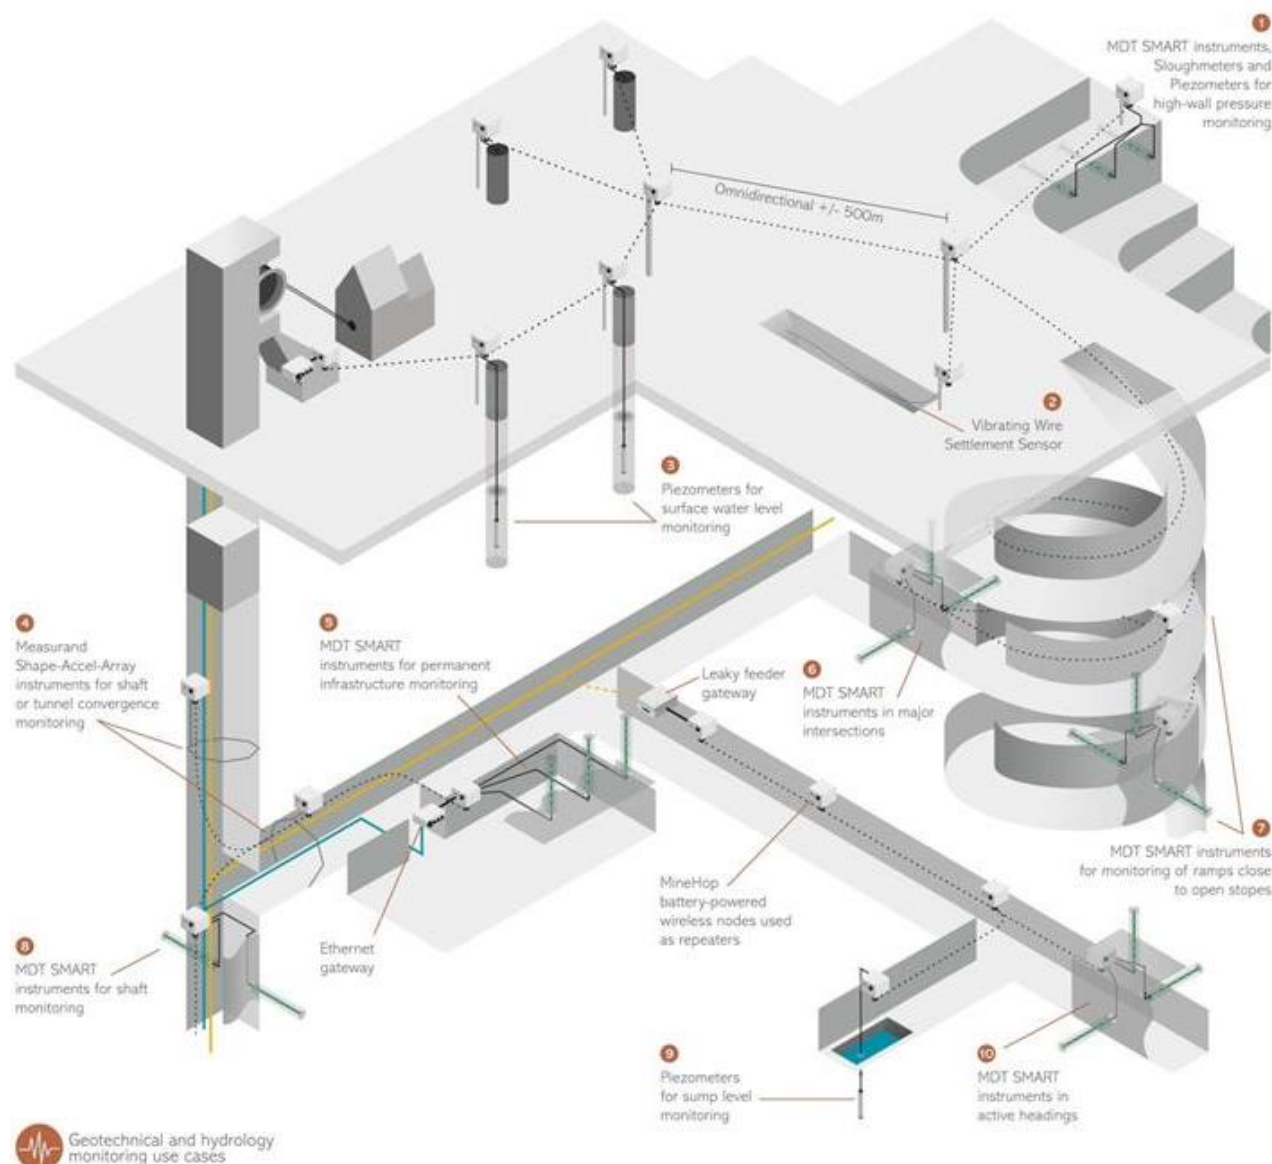 1
MDT SMART instruments,
Sloughmeters and
Piezometers for
high-wall pressure
monitoring
Omnidirectional +/- 500m
2
Vibrating Wire
Settlement Sensor
3
Piezometers for
surface water level
monitoring
4
Measurand
Shape-Accel-Array
instruments for shaft
or tunnel convergence
monitoring
5
MDT SMART
instruments for permanent
infrastructure monitoring
Leaky feeder
gateway
6
MDT SMART
instruments in major
intersections
7
MDT SMART instruments
for monitoring of ramps close
to open stopes
MineHop
battery-powered
wireless nodes used
as repeaters
Ethernet
gateway
8
MDT SMART
instruments for shaft
monitoring
9
Piezometers
for sump level
monitoring
10
MDT SMART
instruments in
active headings
Geotechnical and hydrology
monitoring use cases